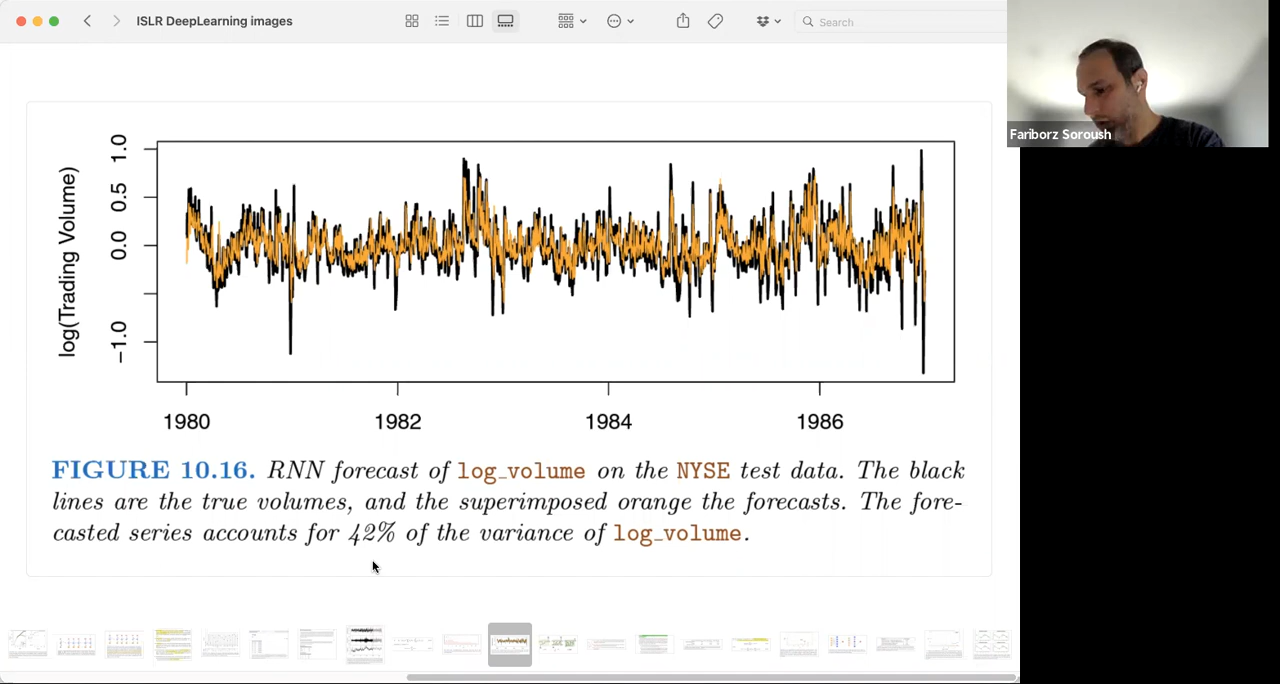 ISLR DeepLearning images
Search
Fariborz Soroush
log(Trading Volume)
1.0
0.5
0.0
−1.0
1980 1982 1984 1986
FIGURE 10.16. RNN forecast of log_volume on the NYSE test data. The black
lines are the true volumes, and the superimposed orange the forecasts. The fore-
casted series accounts for 42% of the variance of log_volume.